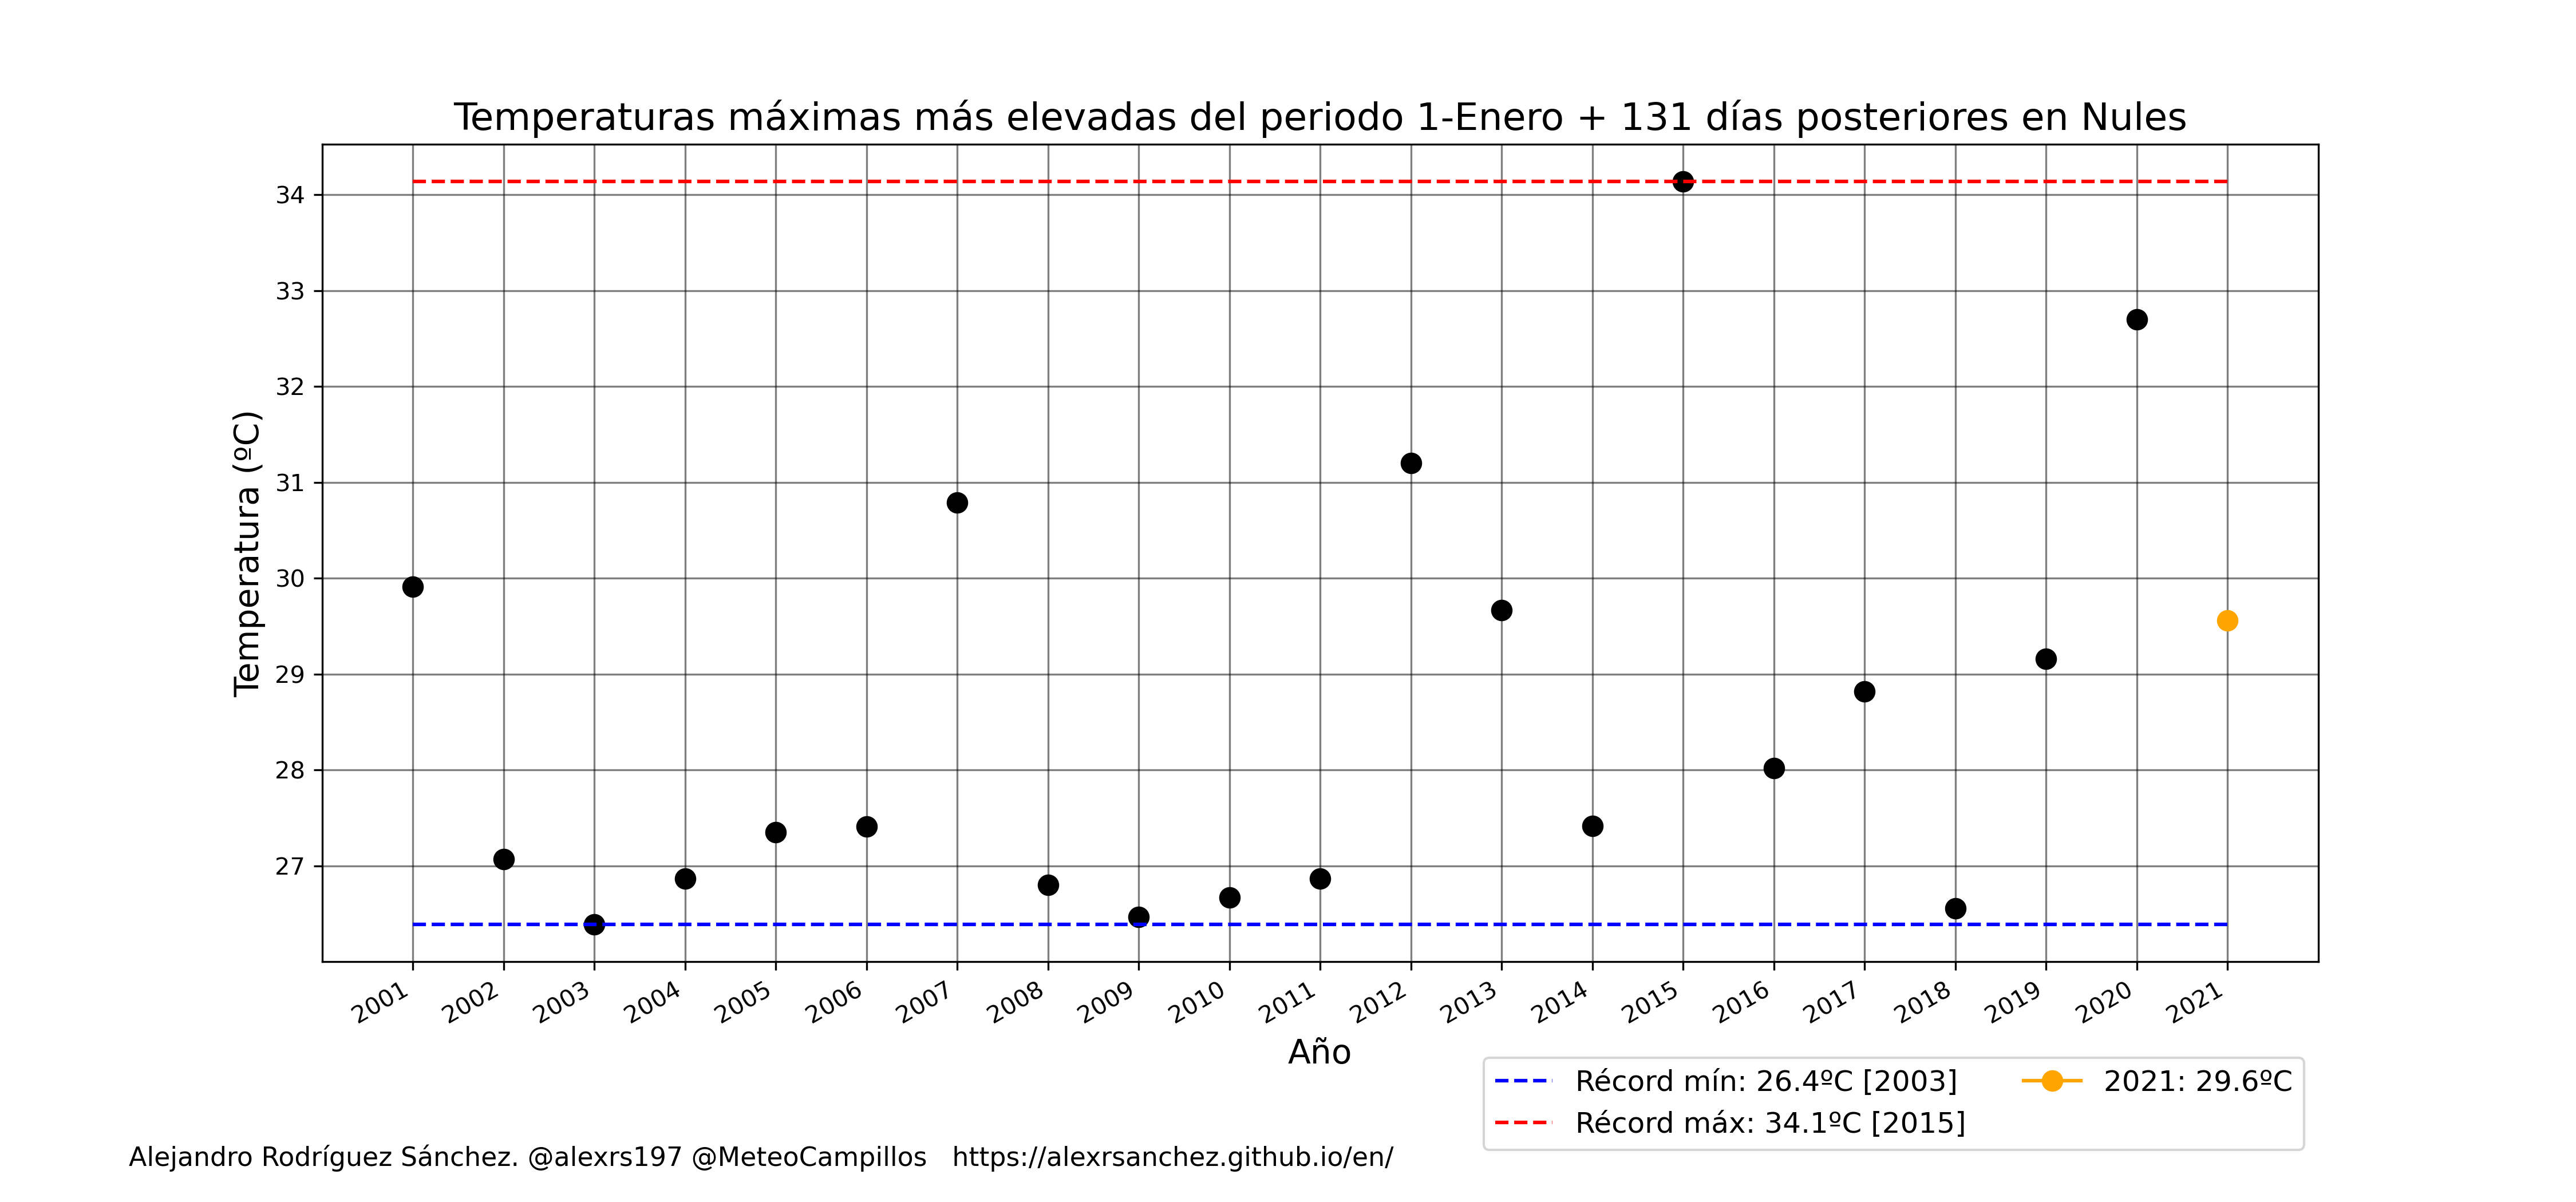 Temperaturas máximas más elevadas del periodo 1-Enero + 131 días posteriores en Nules
Temperatura (ºC)
34
33
32
31
30
29
28
27
2001 2002 2003 2004 2005 2006 2007 2008 2009 2010 2011 2012 2013 2014 2015 2016 2017 2018 2019 2020 2021
Año
Récord mín: 26.4ºC [2003]
Récord máx: 34.1ºC [2015]
2021: 29.6ºC
Alejandro Rodríguez Sánchez. @alexrs197 @MeteoCampillos https://alexrsanchez.github.io/en/